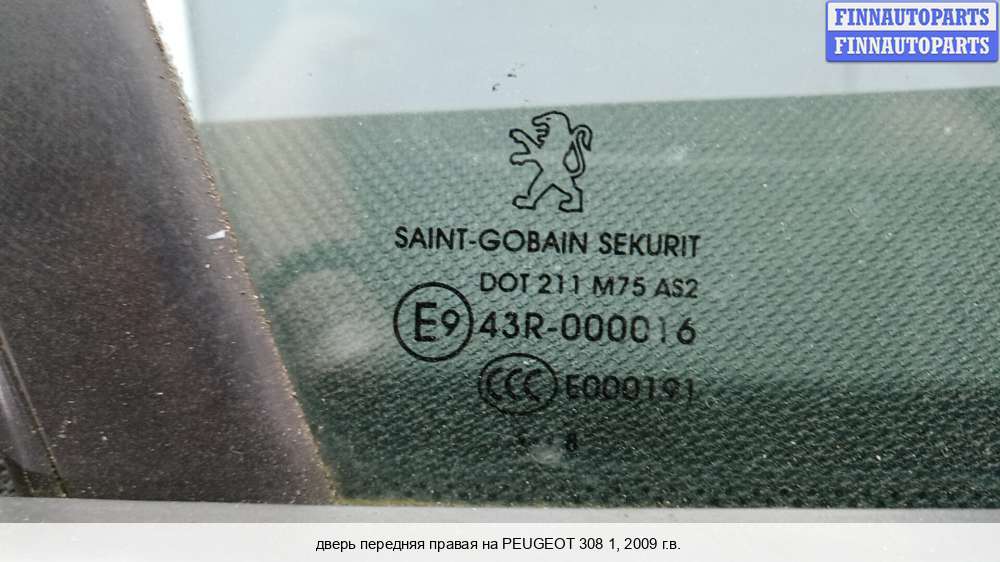 FINNAUTOPARTS
FINNAUTOPARTS
SAINT-GOBAIN SEKURIT
DOT 211 M75 AS2
E9 43R-000016
CCC E000191
дверь передняя правая на PEUGEOT 308 1, 2009 г.в.